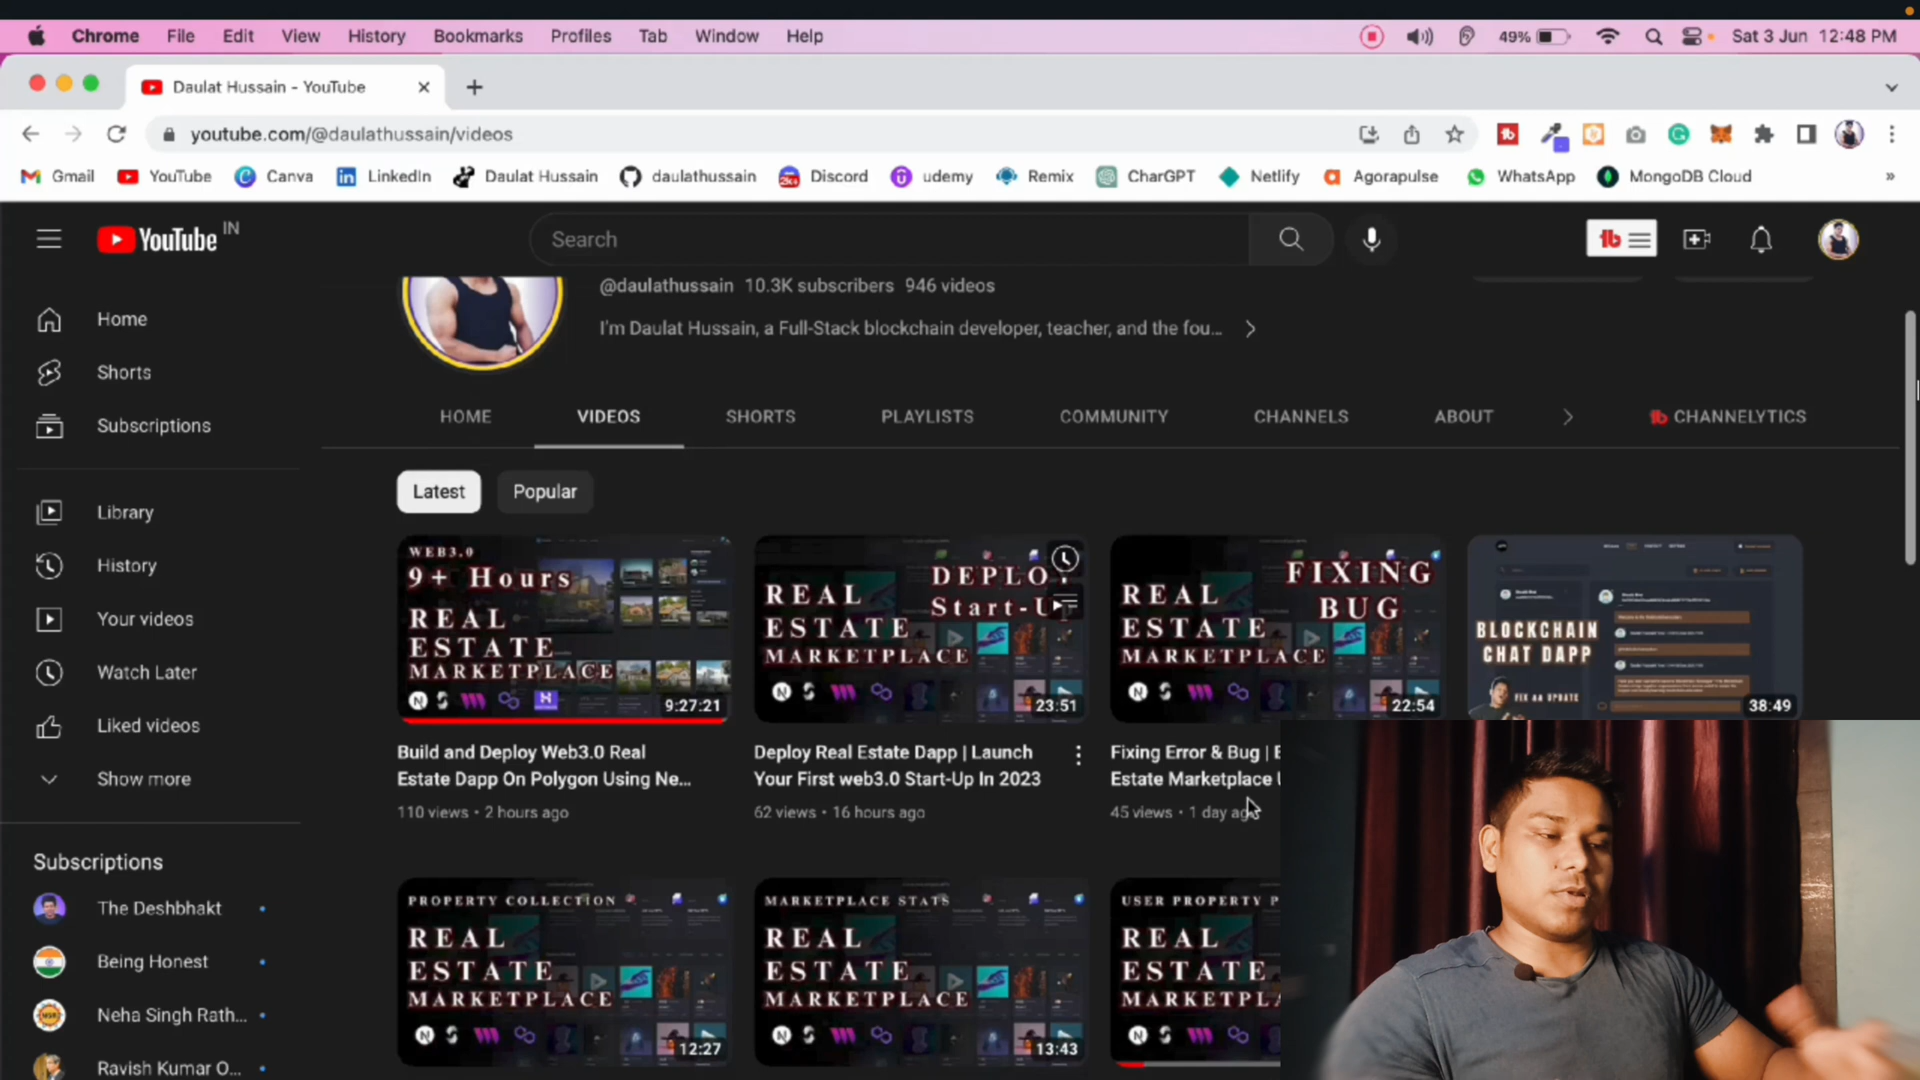 Chrome File Edit View History Bookmarks Profiles Tab Window Help 49% Sat 3 Jun 12:48 PM
Daulat Hussain - YouTube
youtube.com/@daulathussain/videos
Gmail YouTube Canva LinkedIn Daulat Hussain daulathussain Discord udemy Remix CharGPT Netlify Agorapulse WhatsApp MongoDB Cloud »
YouTube IN
Search
Home
Shorts
Subscriptions
Library
History
Your videos
Watch Later
Liked videos
Show more
Subscriptions
The Deshbhakt
Being Honest
Neha Singh Rath...
Ravish Kumar O...
@daulathussain 10.3K subscribers 946 videos
I'm Daulat Hussain, a Full-Stack blockchain developer, teacher, and the fou...
HOME VIDEOS SHORTS PLAYLISTS COMMUNITY CHANNELS ABOUT CHANNELYTICS
Latest Popular
WEB3.0
9+ Hours
REAL
ESTATE
MARKETPLACE
9:27:21
Build and Deploy Web3.0 Real
Estate Dapp On Polygon Using Ne...
110 views • 2 hours ago
DEPLOY
Start-U
REAL
ESTATE
MARKETPLACE
23:51
Deploy Real Estate Dapp | Launch
Your First web3.0 Start-Up In 2023
62 views • 16 hours ago
FIXING
BUG
REAL
ESTATE
MARKETPLACE
22:54
Fixing Error & Bug |
Estate Marketplace
45 views • 1 day ago
BLOCKCHAIN
CHAT DAPP
FIX && UPDATE
38:49
PROPERTY COLLECTION
REAL
ESTATE
MARKETPLACE
12:27
MARKETPLACE STATS
REAL
ESTATE
MARKETPLACE
13:43
USER PROPERTY P
REAL
ESTATE
MARKETPL